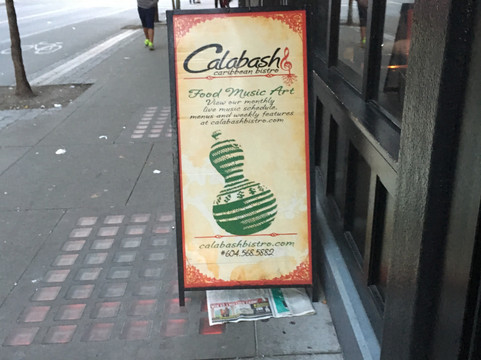 Calabash
caribbean bistro
Food Music Art
View our monthly
live music schedule,
menus and weekly features
at calabashbistro.com
calabashbistro.com
*604.568.5882